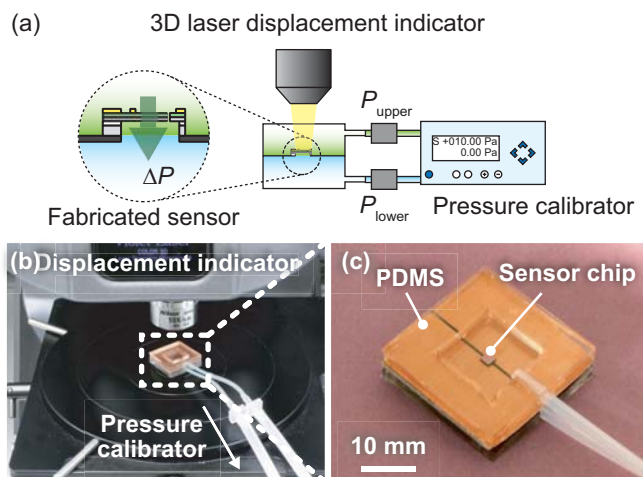 (a)
3D laser displacement indicator
P upper
S +010.00 Pa
0.00 Pa
ΔP
P lower
Fabricated sensor
Pressure calibrator
(b)
Displacement indicator
Pressure
calibrator
(c)
PDMS
Sensor chip
10 mm